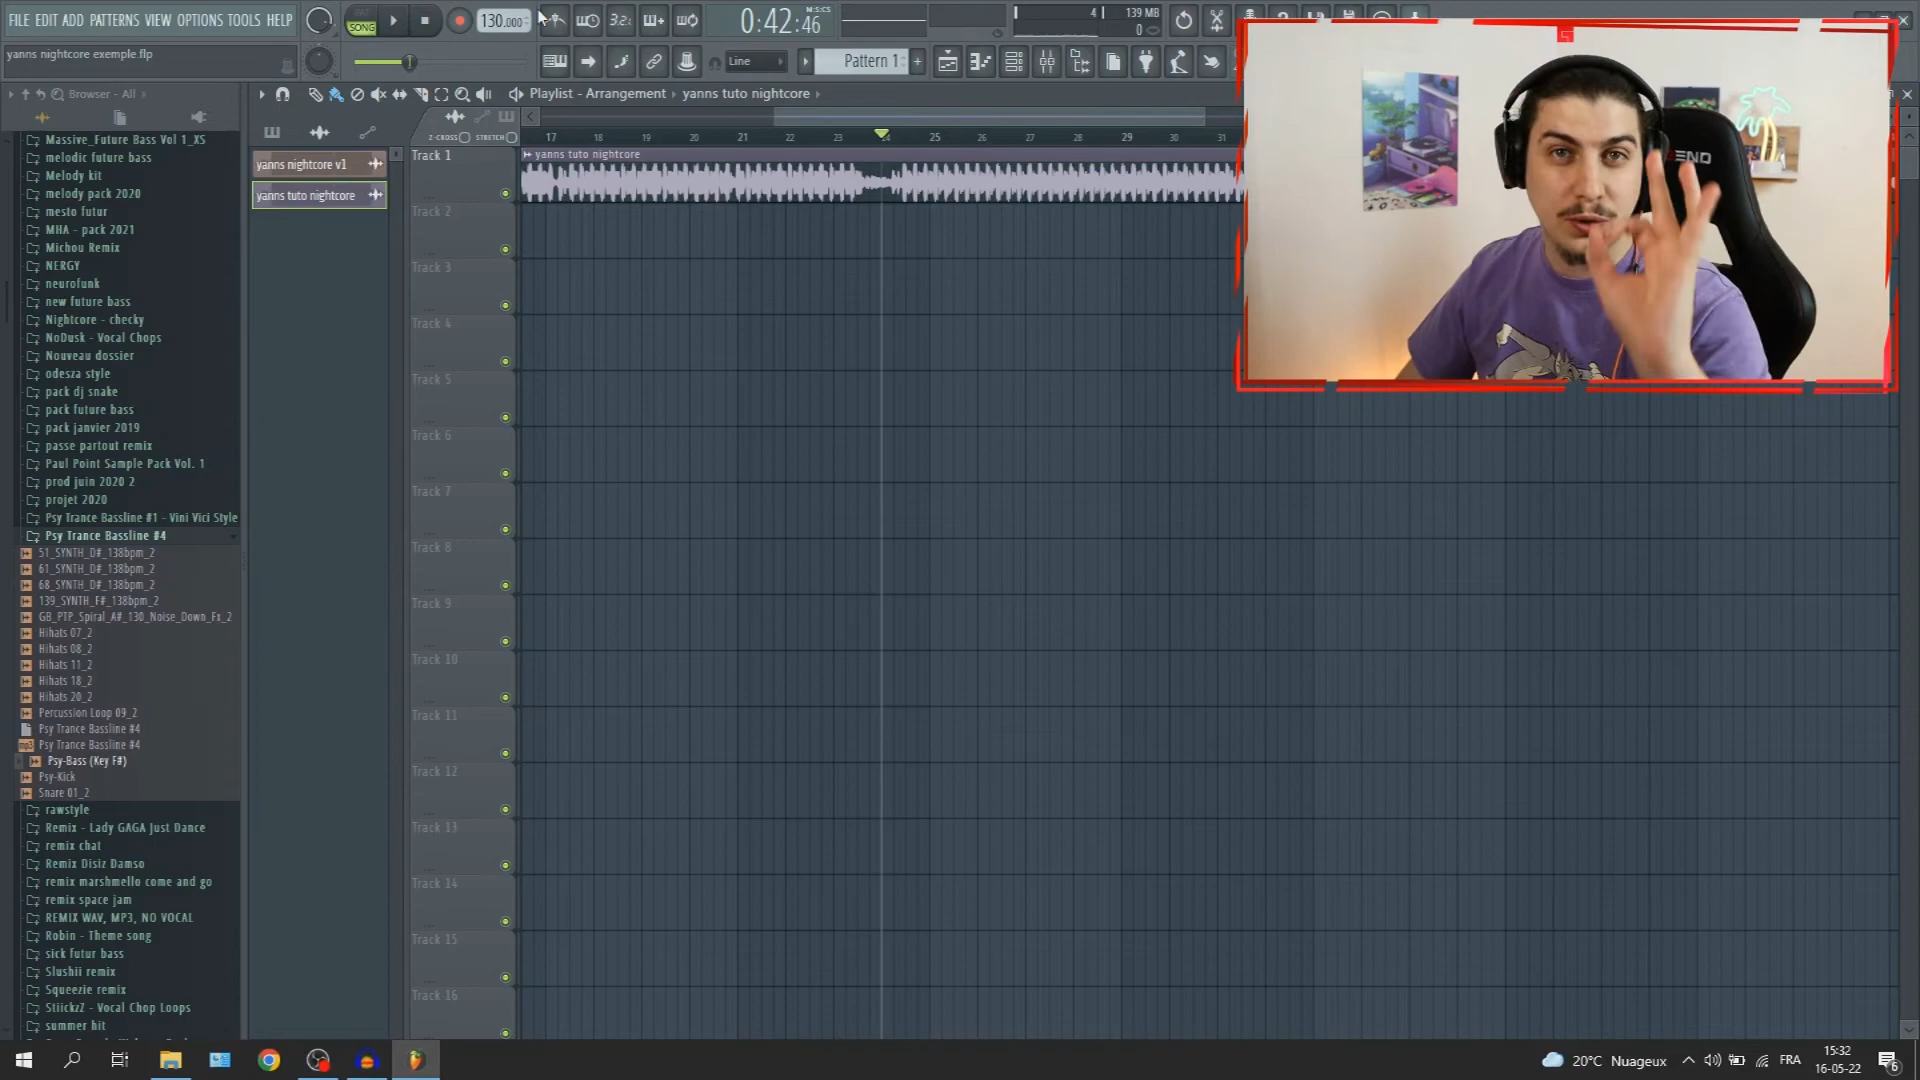 FILE EDIT ADD PATTERNS VIEW OPTIONS TOOLS HELP
SONG
130.000
3.2:
0:42:46
M:S:CS
4
139 MB
0
yanns nightcore exemple.flp
Line
Pattern 1
+
Browser - All
Playlist - Arrangement › yanns tuto nightcore ›
Z-CROSS
STRETCH
17 18 19 20 21 22 23 24 25 26 27 28 29 30 31
yanns nightcore v1
yanns tuto nightcore
yanns tuto nightcore
Track 1
Track 2
Track 3
Track 4
Track 5
Track 6
Track 7
Track 8
Track 9
Track 10
Track 11
Track 12
Track 13
Track 14
Track 15
Track 16
Massive_Future Bass Vol 1_XS
melodic future bass
Melody kit
melody pack 2020
mesto futur
MHA - pack 2021
Michou Remix
NERGY
neurofunk
new future bass
Nightcore - checky
NoDusk - Vocal Chops
Nouveau dossier
odesza style
pack dj snake
pack future bass
pack janvier 2019
passe partout remix
Paul Point Sample Pack Vol. 1
prod juin 2020 2
projet 2020
Psy Trance Bassline #1 - Vini Vici Style
Psy Trance Bassline #4
51_SYNTH_D#_138bpm_2
61_SYNTH_D#_138bpm_2
68_SYNTH_D#_138bpm_2
139_SYNTH_F#_138bpm_2
GB_PTP_Spiral_A#_130_Noise_Down_Fx_2
Hihats 07_2
Hihats 08_2
Hihats 11_2
Hihats 18_2
Hihats 20_2
Percussion Loop 09_2
Psy Trance Bassline #4
Psy Trance Bassline #4
Psy-Bass (Key F#)
Psy-Kick
Snare 01_2
rawstyle
Remix - Lady GAGA Just Dance
remix chat
Remix Disiz Damso
remix marshmello come and go
remix space jam
REMIX WAV, MP3, NO VOCAL
Robin - Theme song
sick futur bass
Slushii remix
Squeezie remix
StiickzZ - Vocal Chop Loops
summer hit
20°C Nuageux
FRA
15:32
16-05-22
6